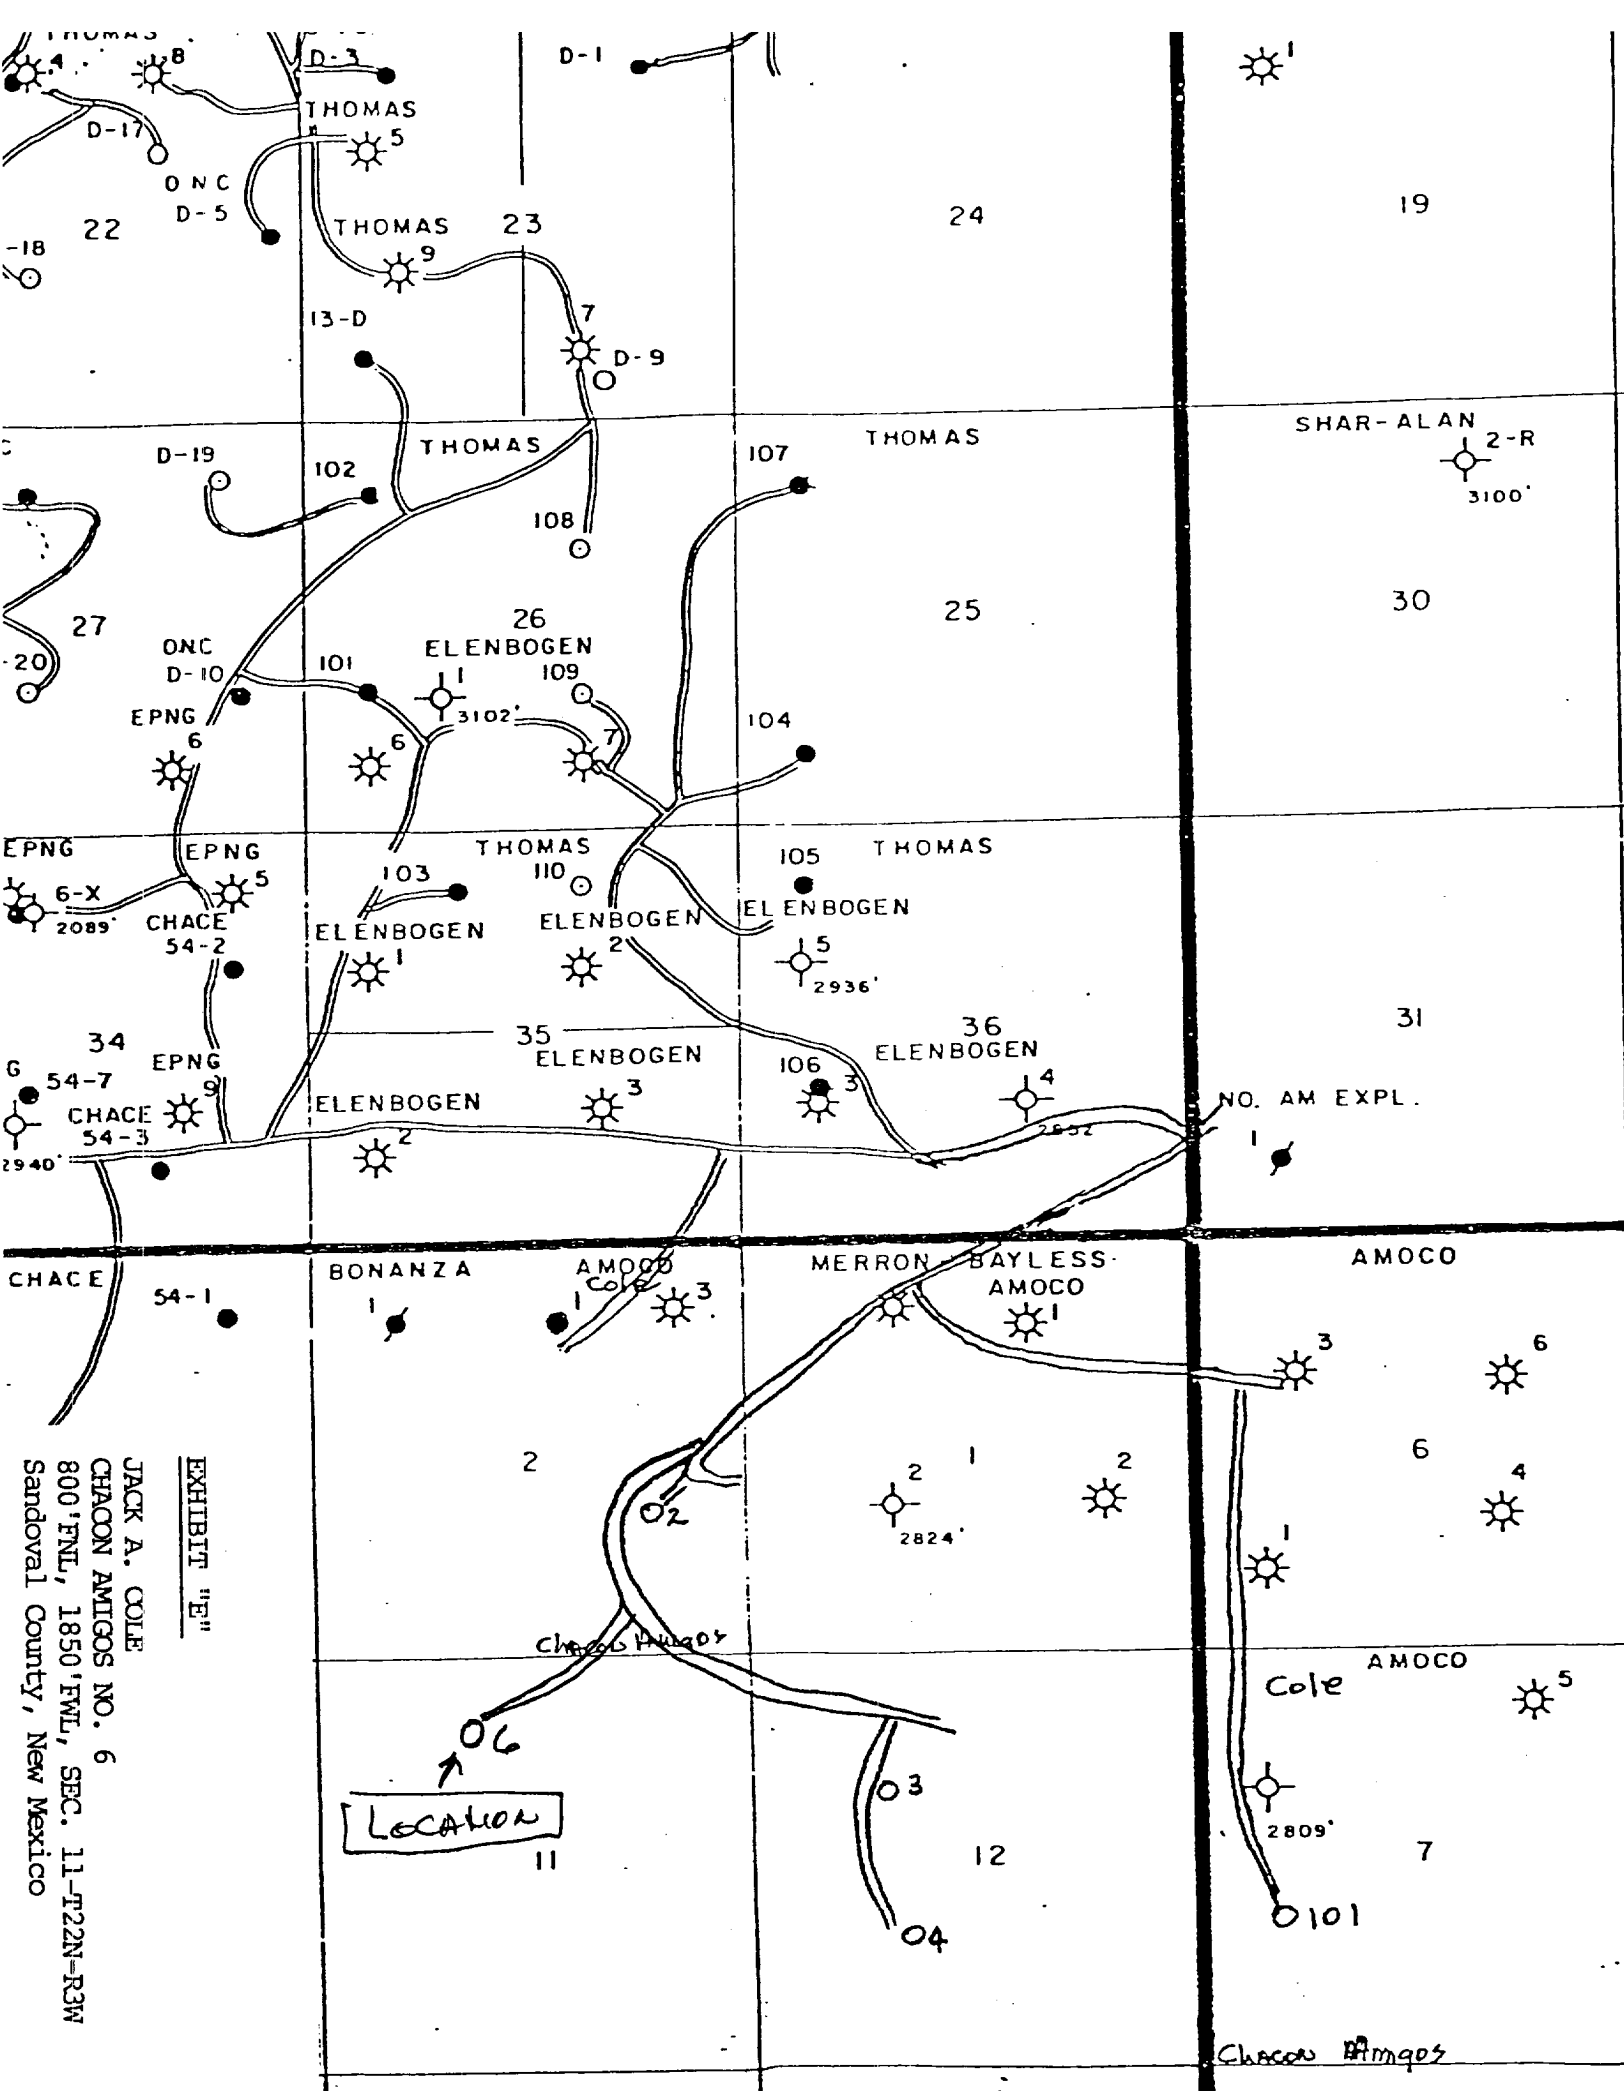 THOMAS
4
8
D-3
D-1
1
D-17
THOMAS
5
ONC
D-5
22
THOMAS
23
24
19
-18
9
13-D
7
D-9
THOMAS
THOMAS
SHAR-ALAN
2-R
3100'
D-19
102
107
108
27
26
25
30
ONC
D-10
101
ELENBOGEN
1
3102'
109
-20
EPNG
6
6
7
104
EPNG
EPNG
5
6-X
2089'
103
THOMAS
110
105
THOMAS
CHACE
54-2
ELENBOGEN
1
ELENBOGEN
2
ELENBOGEN
5
2936'
34
35
36
31
G
54-7
EPNG
9
ELENBOGEN
3
106
3
ELENBOGEN
4
CHACE
54-3
ELENBOGEN
2
NO. AM EXPL.
1
2940'
CHACE
54-1
BONANZA
1
AMOCO
Cole
1
3
MERRON-BAYLESS-
AMOCO
1
AMOCO
3
6
2
1
6
O2
2
2824'
2
4
1
EXHIBIT "E"
JACK A. COLE
CHACON AMIGOS NO. 6
800'FNL, 1850'FWL, SEC. 11-T22N-R3W
Sandoval County, New Mexico
Chacon Amigos
Cole
AMOCO
5
6
LOCATION
11
3
12
2809'
7
4
101
Chacon Amigos